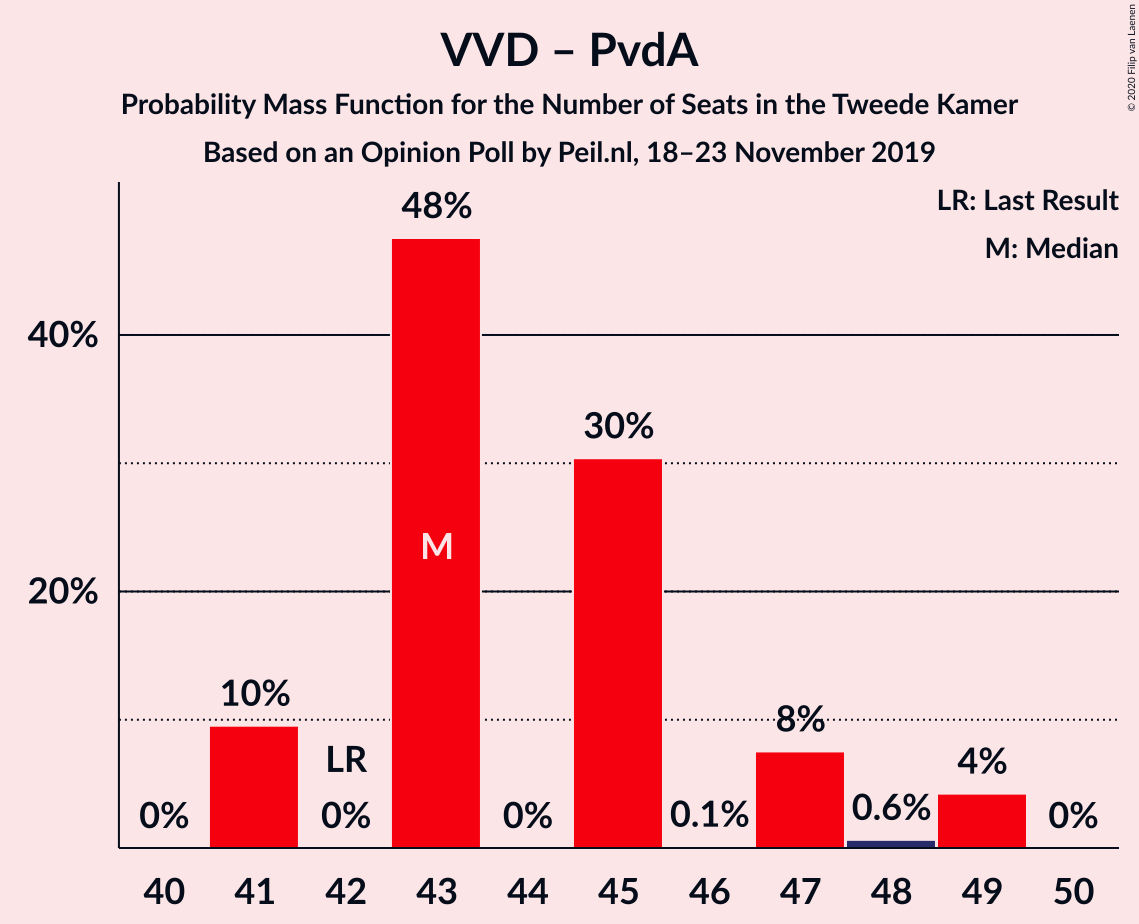 VVD – PvdA
Probability Mass Function for the Number of Seats in the Tweede Kamer
Based on an Opinion Poll by Peil.nl, 18–23 November 2019
© 2020 Filip van Laenen
LR: Last Result
M: Median
48%
40%
30%
M
20%
10%
8%
LR
4%
0%
0%
0%
0.1%
0.6%
0%
40 41 42 43 44 45 46 47 48 49 50